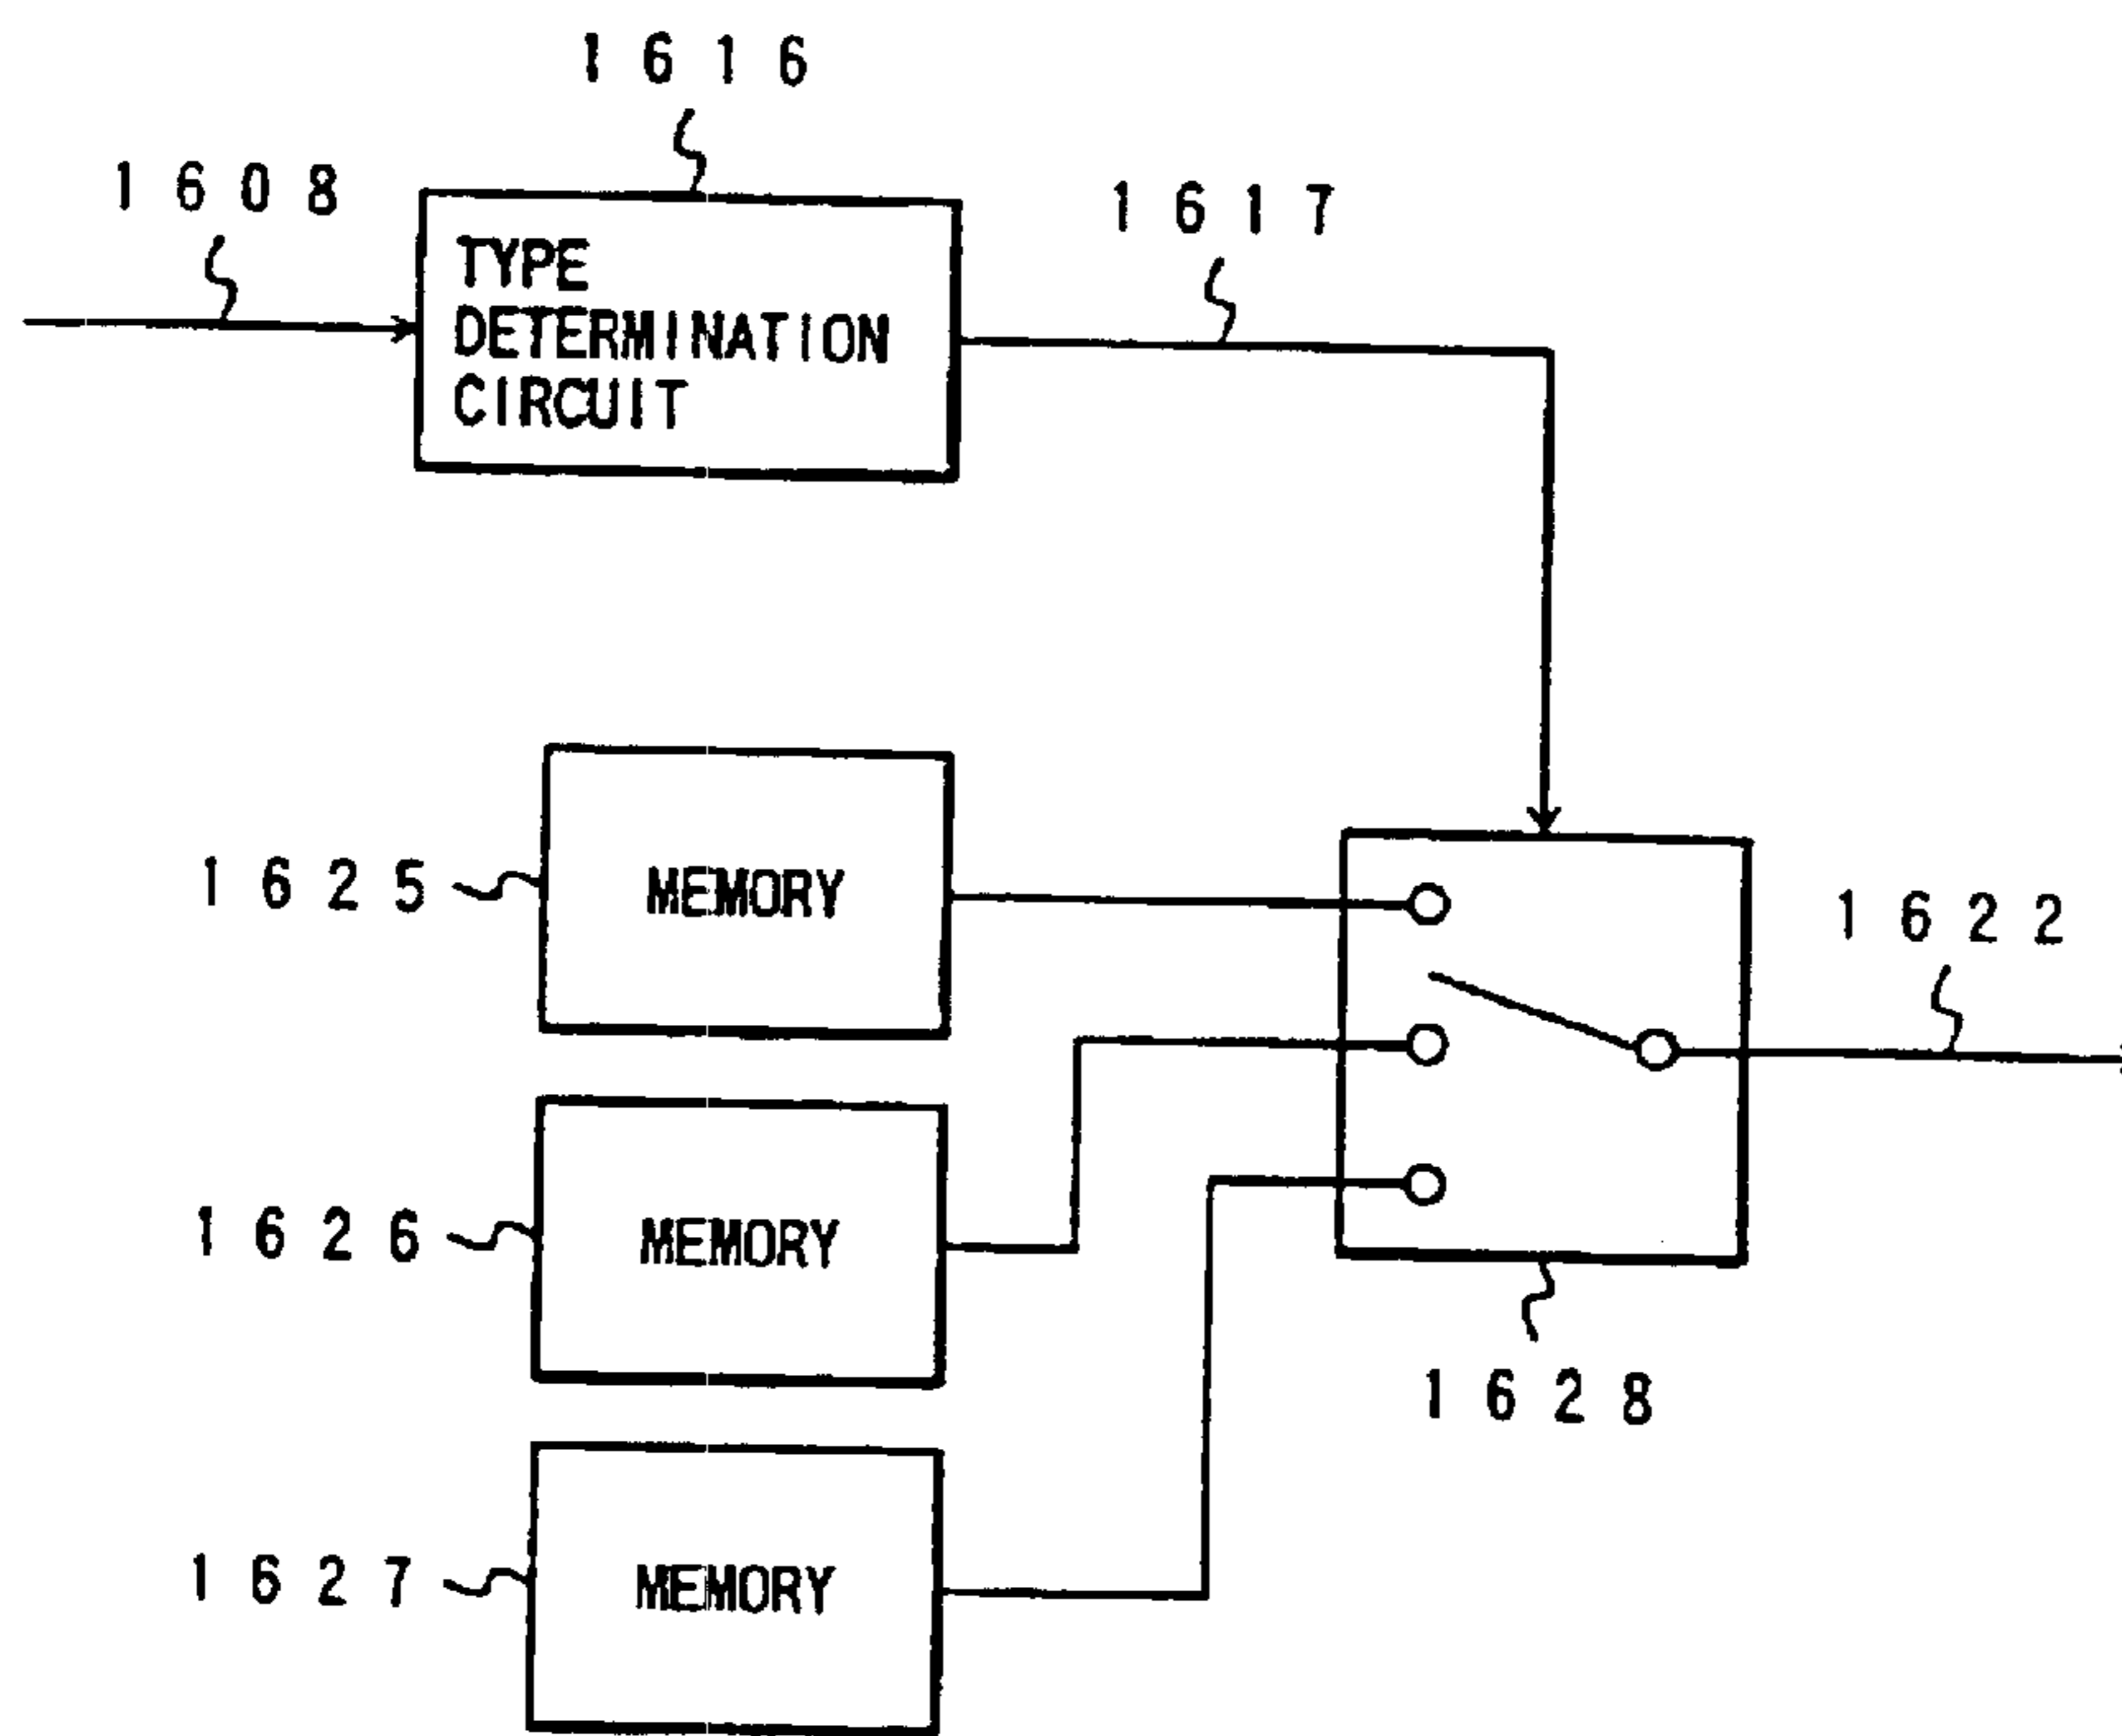 1616
1608
1617
TYPE
DETERMINATION
CIRCUIT
1625
MEMORY
1622
1626
MEMORY
1628
1627
MEMORY